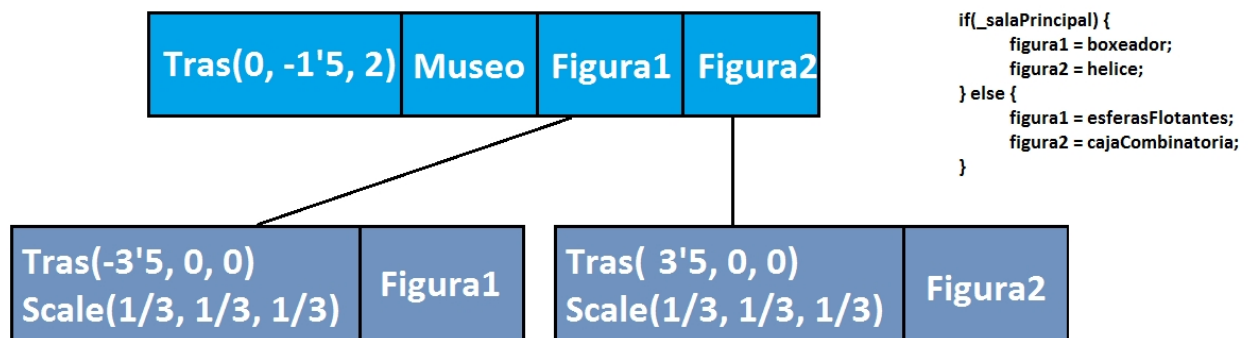 Tras(0, -1'5, 2) Museo Figura1 Figura2
if(_salaPrincipal) {
figura1 = boxeador;
figura2 = helice;
} else {
figura1 = esferasFlotantes;
figura2 = cajaCombinatoria;
}
Tras(-3'5, 0, 0)
Scale(1/3, 1/3, 1/3)
Figura1
Tras( 3'5, 0, 0)
Scale(1/3, 1/3, 1/3)
Figura2